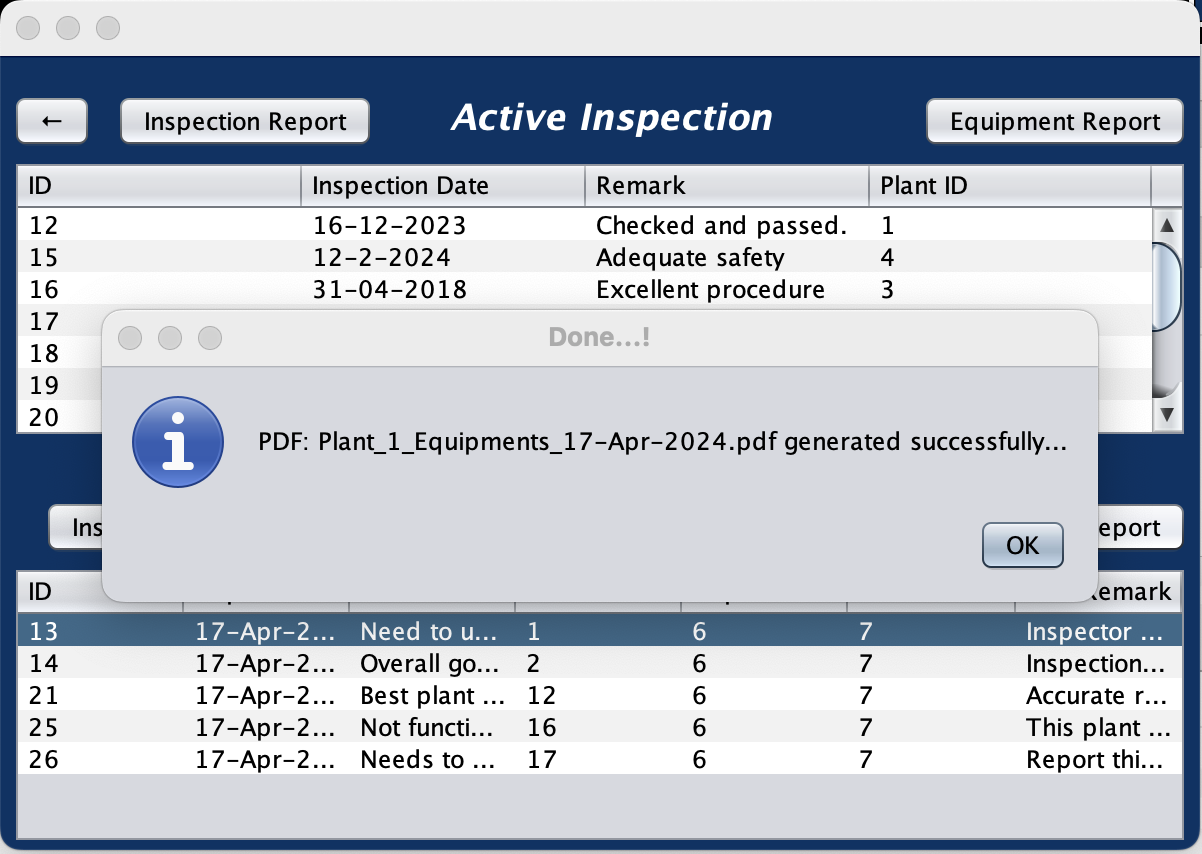 ← Inspection Report Active Inspection Equipment Report
ID Inspection Date Remark Plant ID
12 16-12-2023 Checked and passed. 1
15 12-2-2024 Adequate safety 4
16 31-04-2018 Excellent procedure 3
17
18
19
20
Done...!
PDF: Plant_1_Equipments_17-Apr-2024.pdf generated successfully...
OK
Ins eport
ID emark
13 17-Apr-2... Need to u... 1 6 7 Inspector ...
14 17-Apr-2... Overall go... 2 6 7 Inspection...
21 17-Apr-2... Best plant ... 12 6 7 Accurate r...
25 17-Apr-2... Not functi... 16 6 7 This plant ...
26 17-Apr-2... Needs to ... 17 6 7 Report thi...